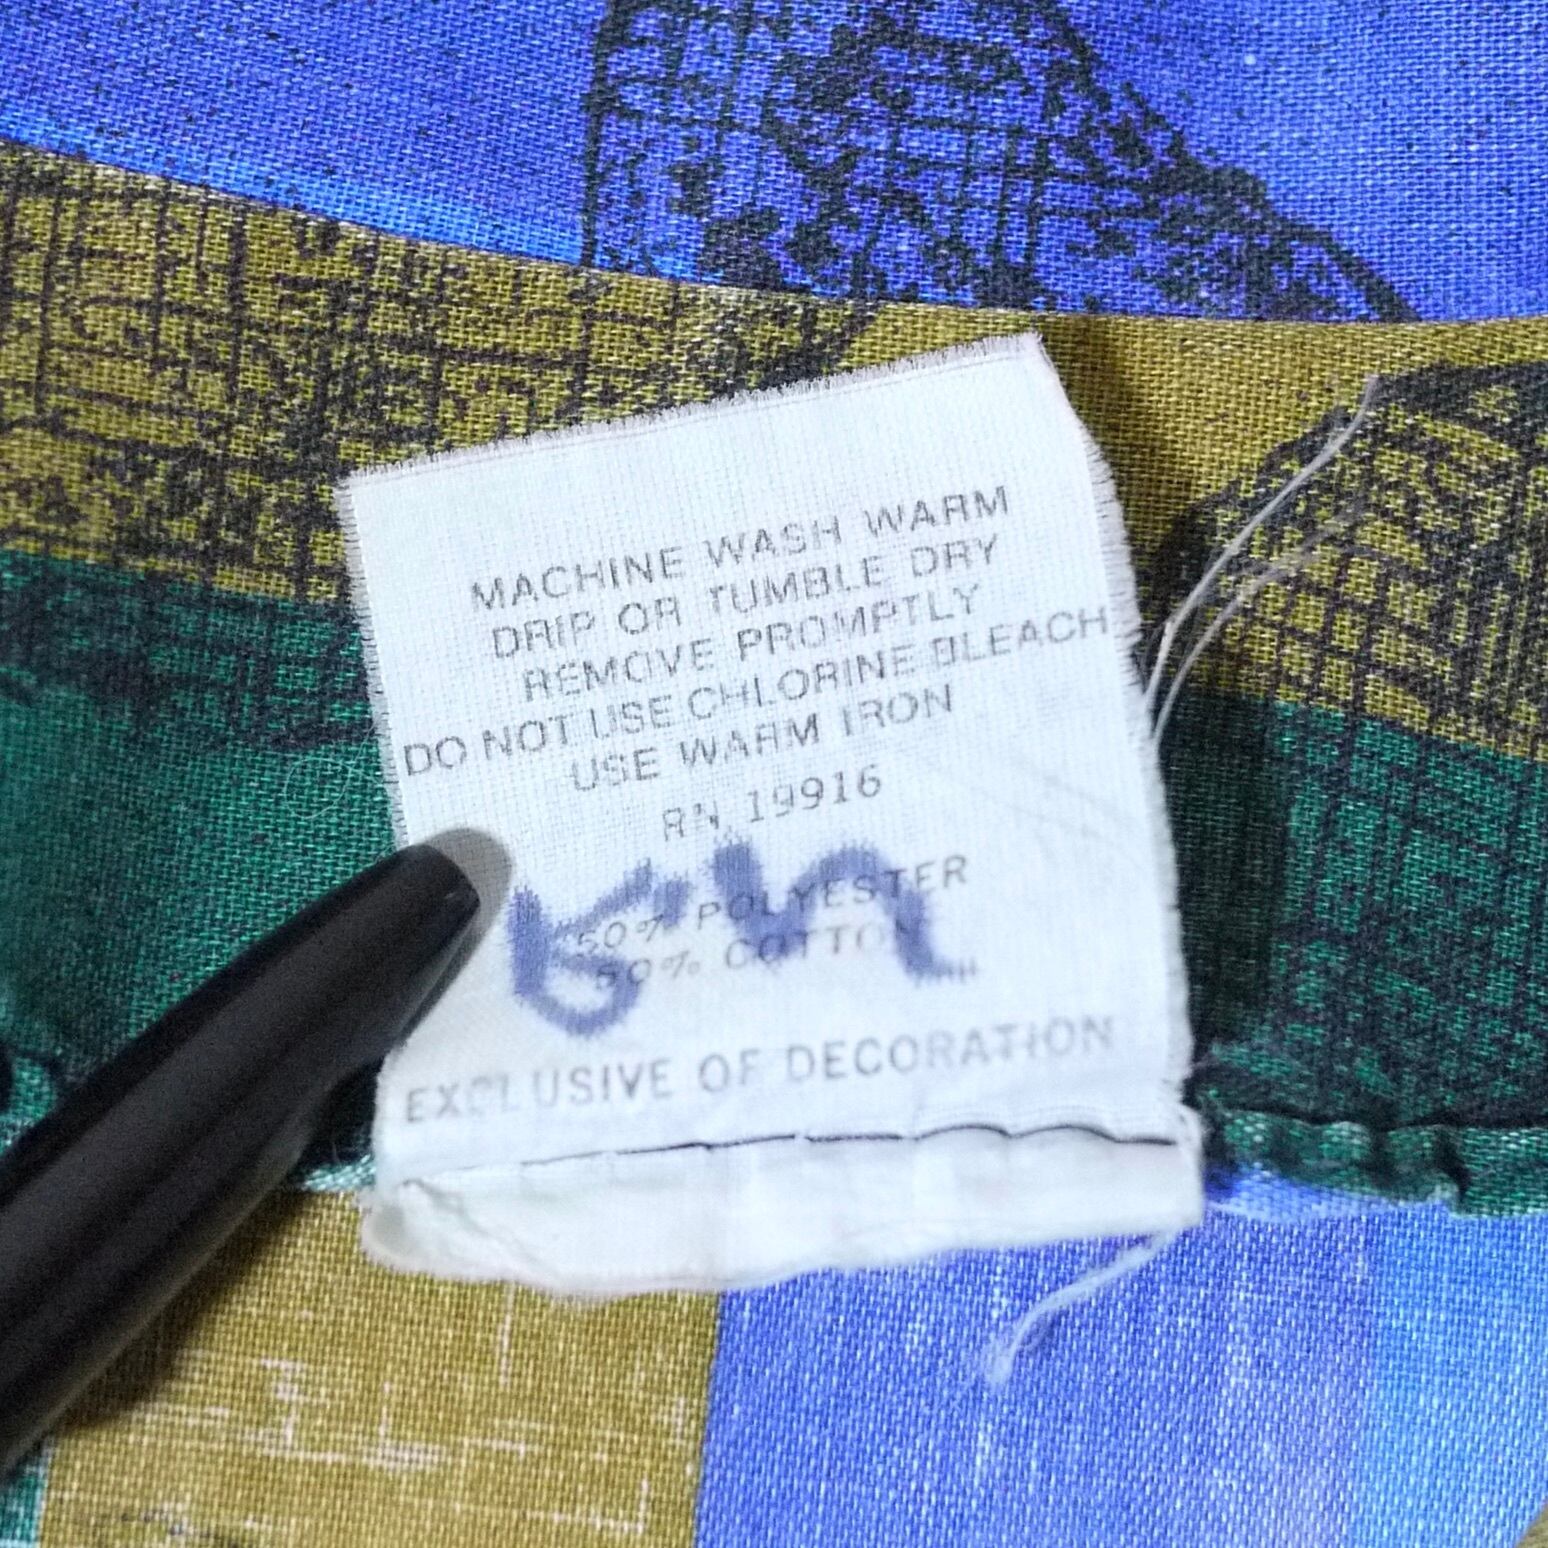 MACHINE WASH WARM
DRIP OR TUMBLE DRY
REMOVE PROMPTLY
DO NOT USE CHLORINE BLEACH
USE WARM IRON
RN 19916
50% POLYESTER
50% COTTON
EXCLUSIVE OF DECORATION